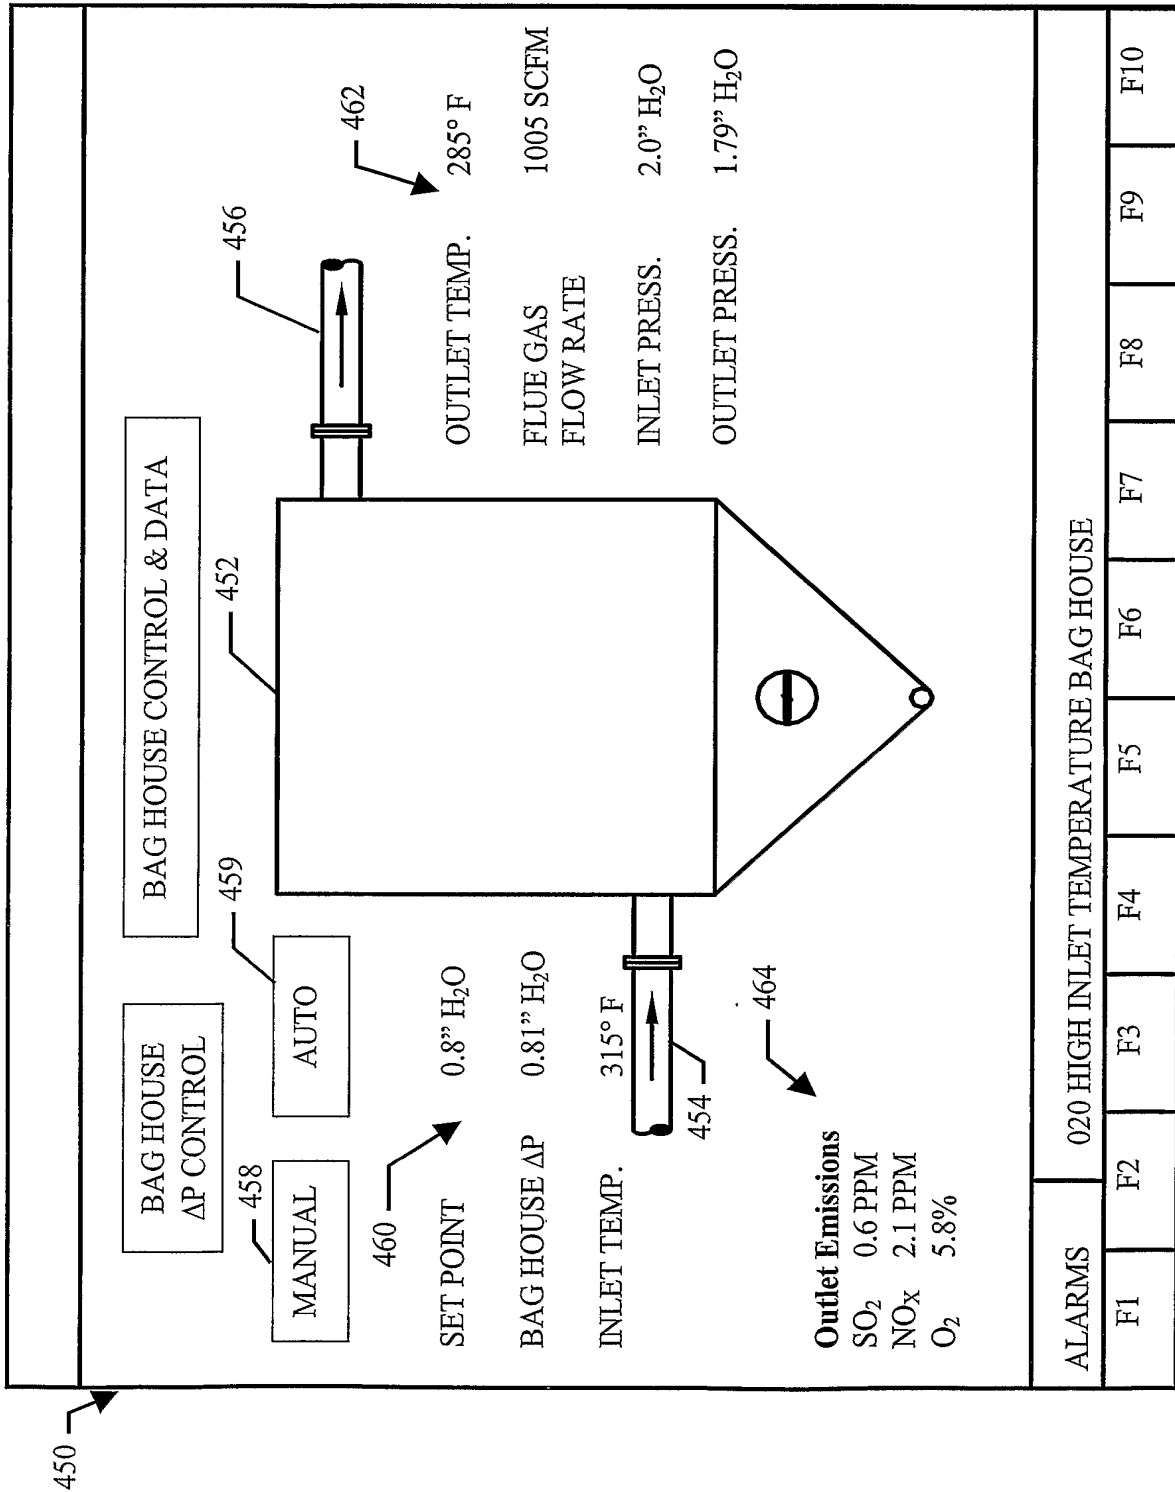 450
BAG HOUSE
ΔP CONTROL
BAG HOUSE CONTROL & DATA
458
MANUAL
459
AUTO
452
456
460
462
SET POINT 0.8” H₂O
BAG HOUSE ΔP 0.81” H₂O
INLET TEMP. 315° F
454
OUTLET TEMP. 285° F
FLUE GAS
FLOW RATE 1005 SCFM
INLET PRESS. 2.0” H₂O
OUTLET PRESS. 1.79” H₂O
464
Outlet Emissions
SO₂ 0.6 PPM
NOₓ 2.1 PPM
O₂ 5.8%
ALARMS 020 HIGH INLET TEMPERATURE BAG HOUSE
F1 F2 F3 F4 F5 F6 F7 F8 F9 F10